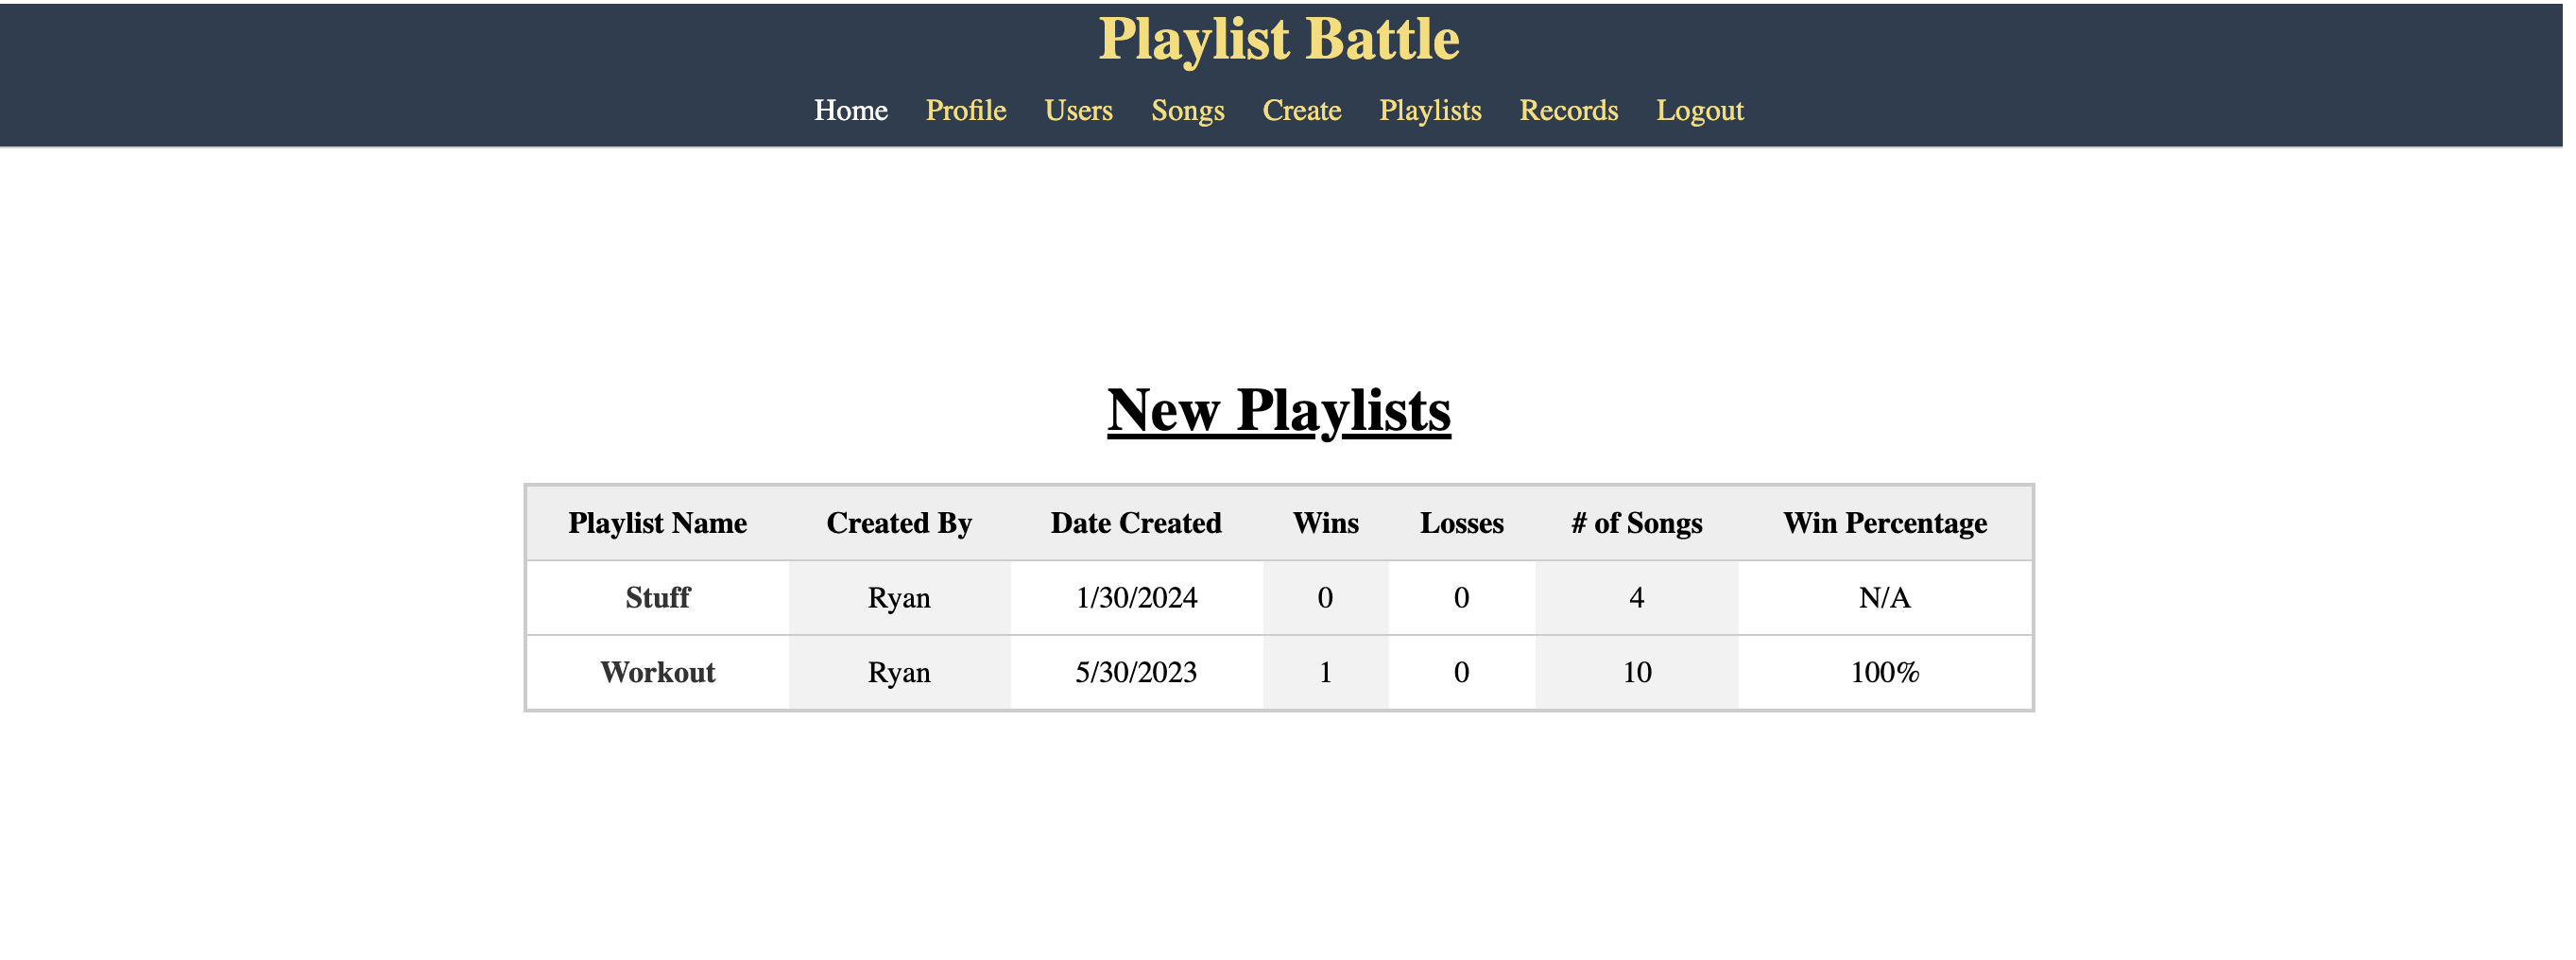 Playlist Battle
Home Profile Users Songs Create Playlists Records Logout
New Playlists
Playlist Name Created By Date Created Wins Losses # of Songs Win Percentage
Stuff Ryan 1/30/2024 0 0 4 N/A
Workout Ryan 5/30/2023 1 0 10 100%